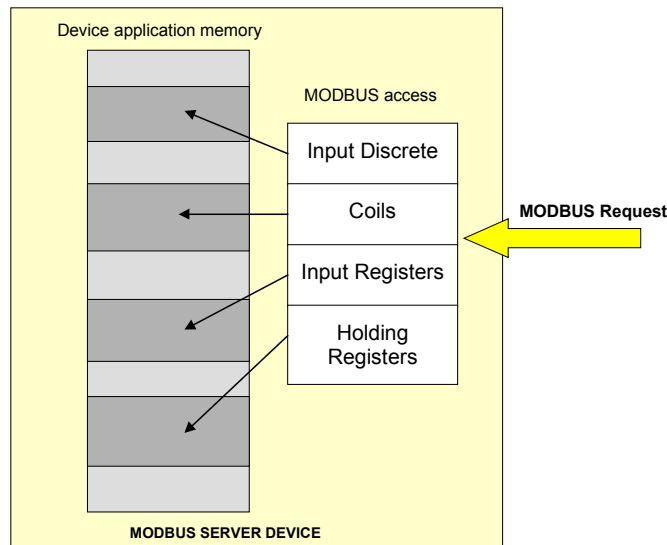 Device application memory
MODBUS access
Input Discrete
Coils
MODBUS Request
Input Registers
Holding
Registers
MODBUS SERVER DEVICE